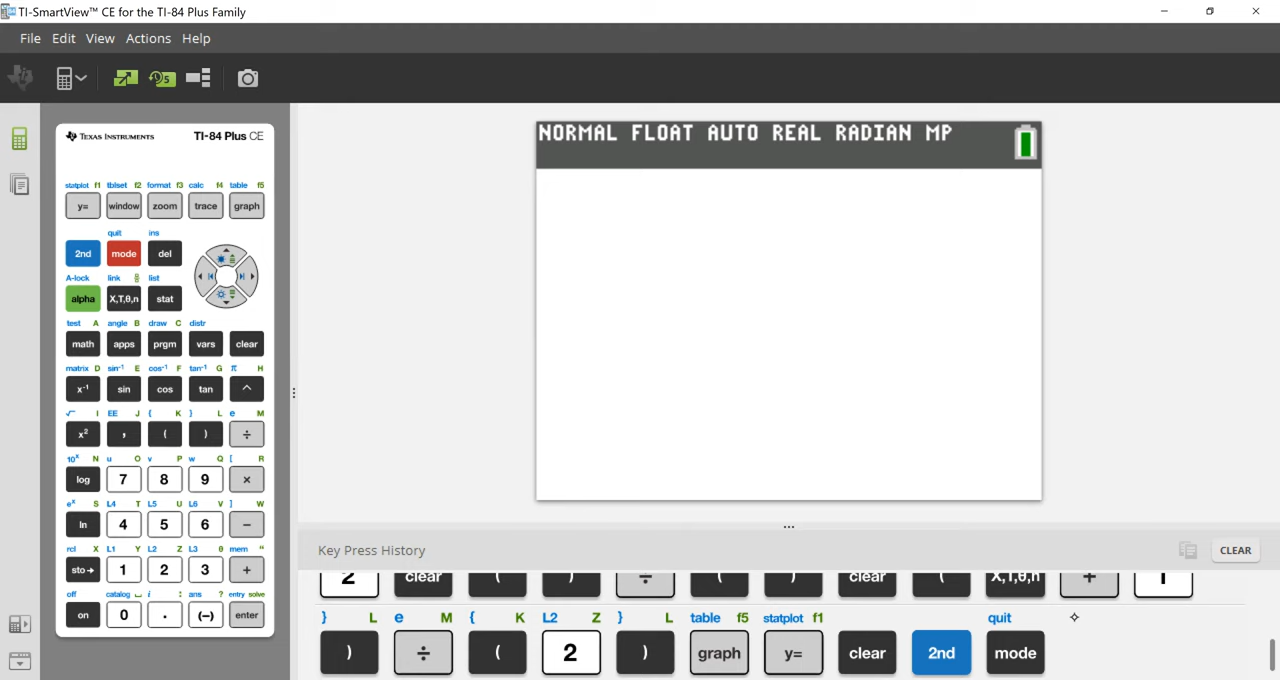 TI-SmartView™ CE for the TI-84 Plus Family
File Edit View Actions Help
TEXAS INSTRUMENTS TI-84 Plus CE
statplot f1 tblset f2 format f3 calc f4 table f5
y= window zoom trace graph
quit ins
2nd mode del
A-lock link list
alpha X,T,θ,n stat
test A angle B draw C distr
math apps prgm vars clear
matrix D sin⁻¹ E cos⁻¹ F tan⁻¹ G π H
x⁻¹ sin cos tan ^
√ I EE J { K } L e M
x² , ( ) ÷
10ˣ N u O v P w Q [ R
log 7 8 9 ×
eˣ S L4 T L5 U L6 V ] W
ln 4 5 6 −
rcl X L1 Y L2 Z L3 θ mem "
sto→ 1 2 3 +
off catalog ⎵ i : ans ? entry solve
on 0 . (−) enter
NORMAL FLOAT AUTO REAL RADIAN MP
Key Press History CLEAR
2 clear ( ) ÷ ( ) clear ( X,T,θ,n + 1
} L e M { K L2 Z } L table f5 statplot f1 quit
) ÷ ( 2 ) graph y= clear 2nd mode